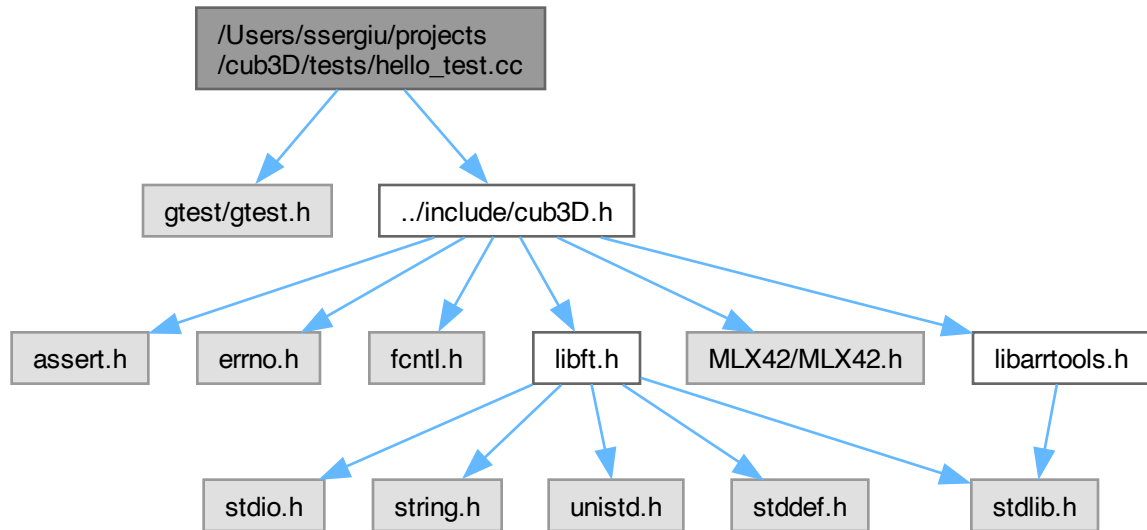 /Users/ssergiu/projects
/cub3D/tests/hello_test.cc
gtest/gtest.h
../include/cub3D.h
assert.h
errno.h
fcntl.h
libft.h
MLX42/MLX42.h
libarrtools.h
stdio.h
string.h
unistd.h
stddef.h
stdlib.h